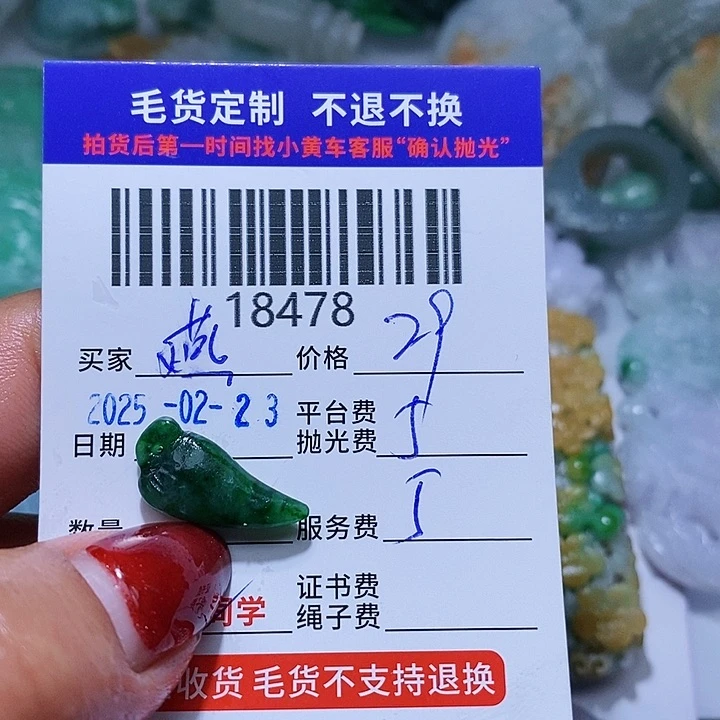 毛货定制 不退不换
拍货后第一时间找小黄车客服“确认抛光”
18478
买家 价格 29
2025-02-23 平台费
日期 抛光费 5
数量 服务费 5
证书费
同学 绳子费
收货 毛货不支持退换